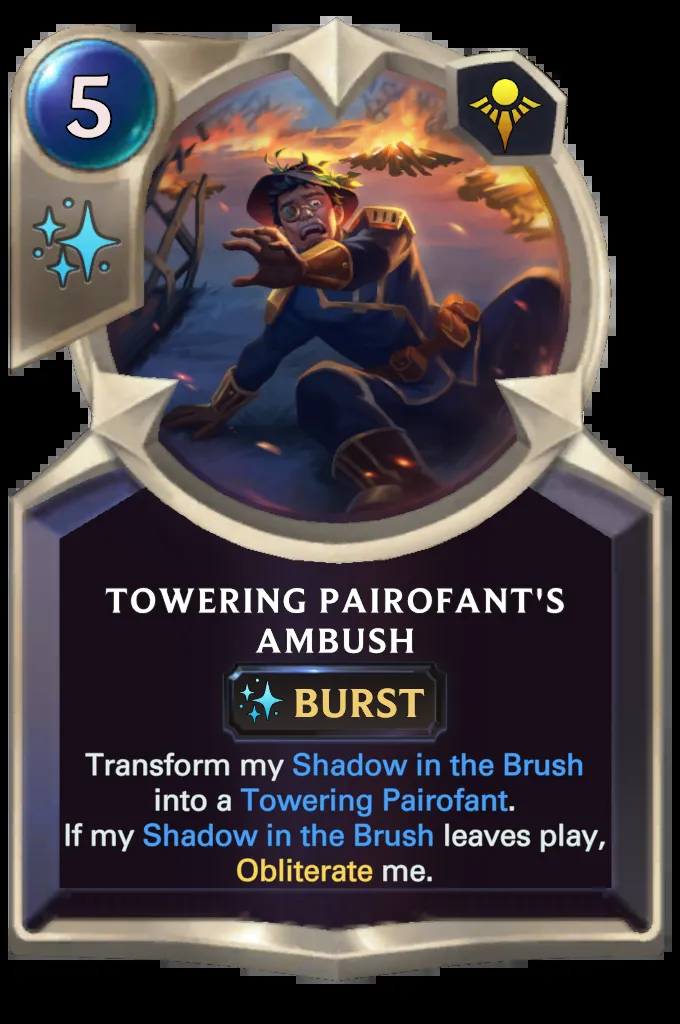 5
TOWERING PAIROFANT'S
AMBUSH
BURST
Transform my Shadow in the Brush
into a Towering Pairofant.
If my Shadow in the Brush leaves play,
Obliterate me.